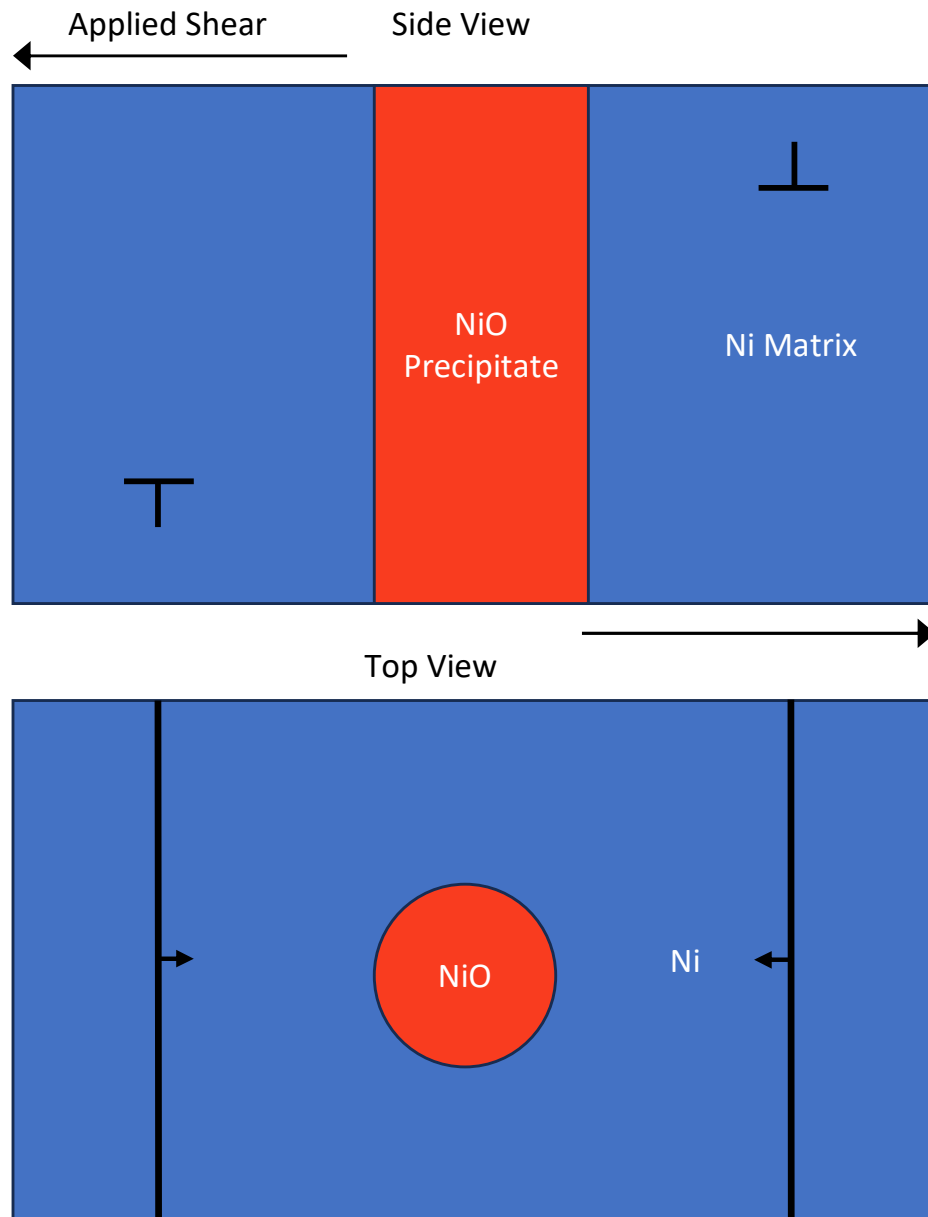 Applied Shear
Side View
NiO
Precipitate
Ni Matrix
Top View
NiO
Ni